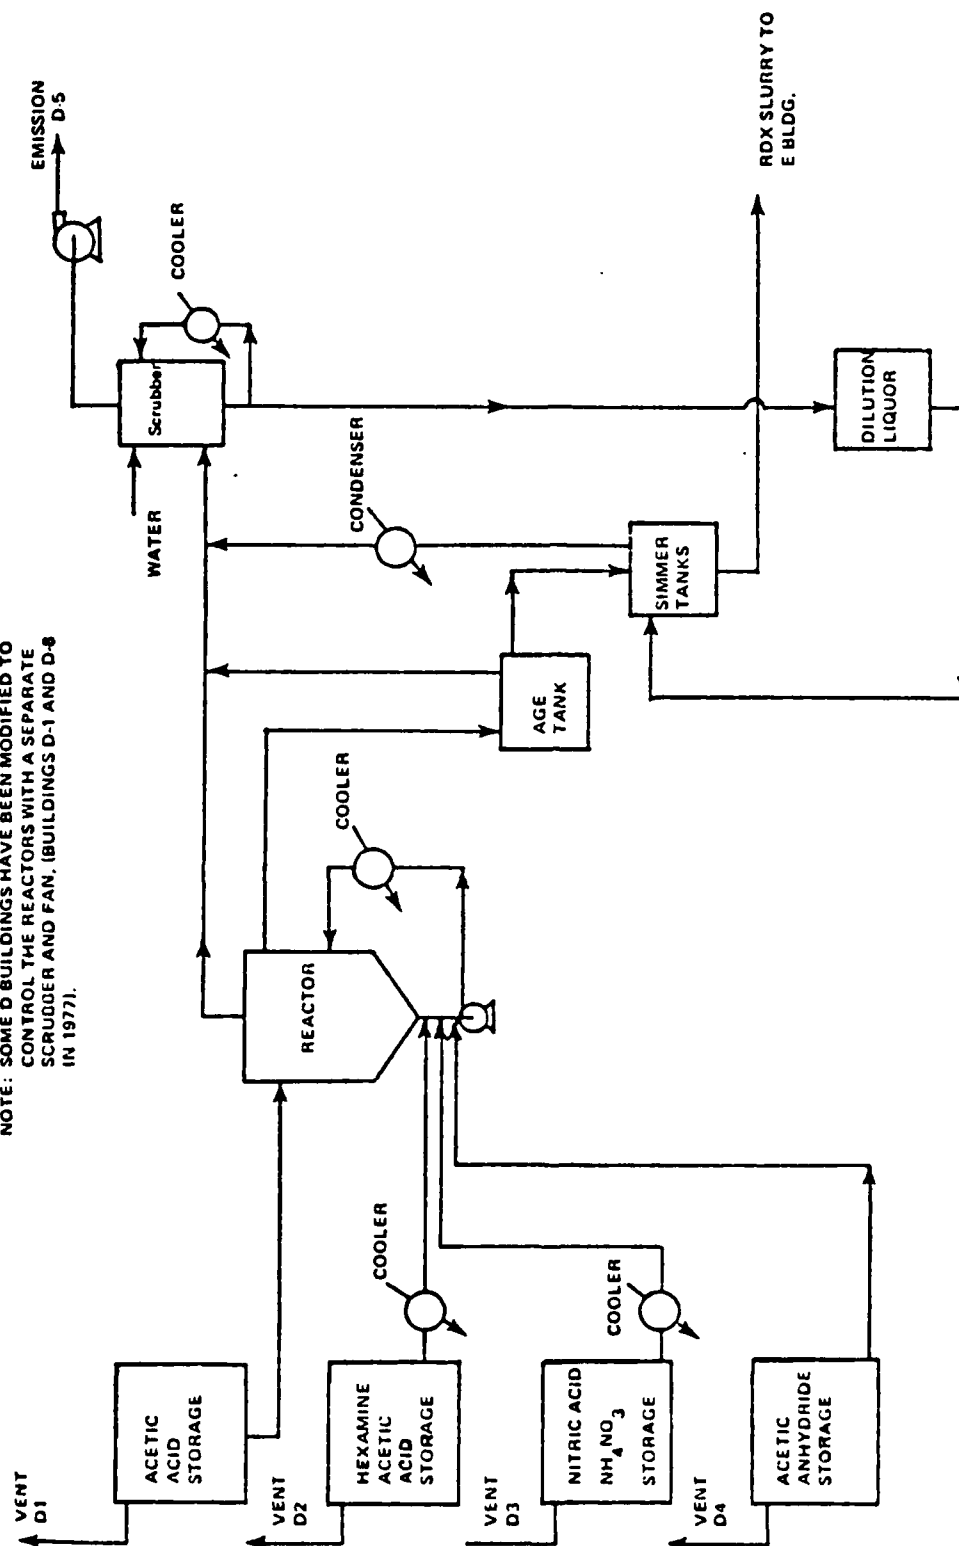 NOTE: SOME D BUILDINGS HAVE BEEN MODIFIED TO
CONTROL THE REACTORS WITH A SEPARATE
SCRUBBER AND FAN, (BUILDINGS D-1 AND D-8
IN 1977).
VENT
D1
ACETIC
ACID
STORAGE
VENT
D2
HEXAMINE
ACETIC
ACID
STORAGE
COOLER
VENT
D3
NITRIC ACID
NH4NO3
STORAGE
COOLER
VENT
D4
ACETIC
ANHYDRIDE
STORAGE
REACTOR
COOLER
AGE
TANK
SIMMER
TANKS
CONDENSER
WATER
Scrubber
COOLER
EMISSION
D-5
RDX SLURRY TO
E BLDG.
DILUTION
LIQUOR